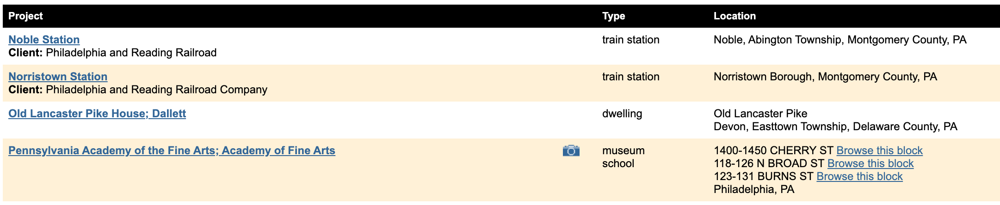 Project Type Location
Noble Station train station Noble, Abington Township, Montgomery County, PA
Client: Philadelphia and Reading Railroad
Norristown Station train station Norristown Borough, Montgomery County, PA
Client: Philadelphia and Reading Railroad Company
Old Lancaster Pike House; Dallett dwelling Old Lancaster Pike
Devon, Easttown Township, Delaware County, PA
Pennsylvania Academy of the Fine Arts; Academy of Fine Arts museum 1400-1450 CHERRY ST Browse this block
school 118-126 N BROAD ST Browse this block
123-131 BURNS ST Browse this block
Philadelphia, PA